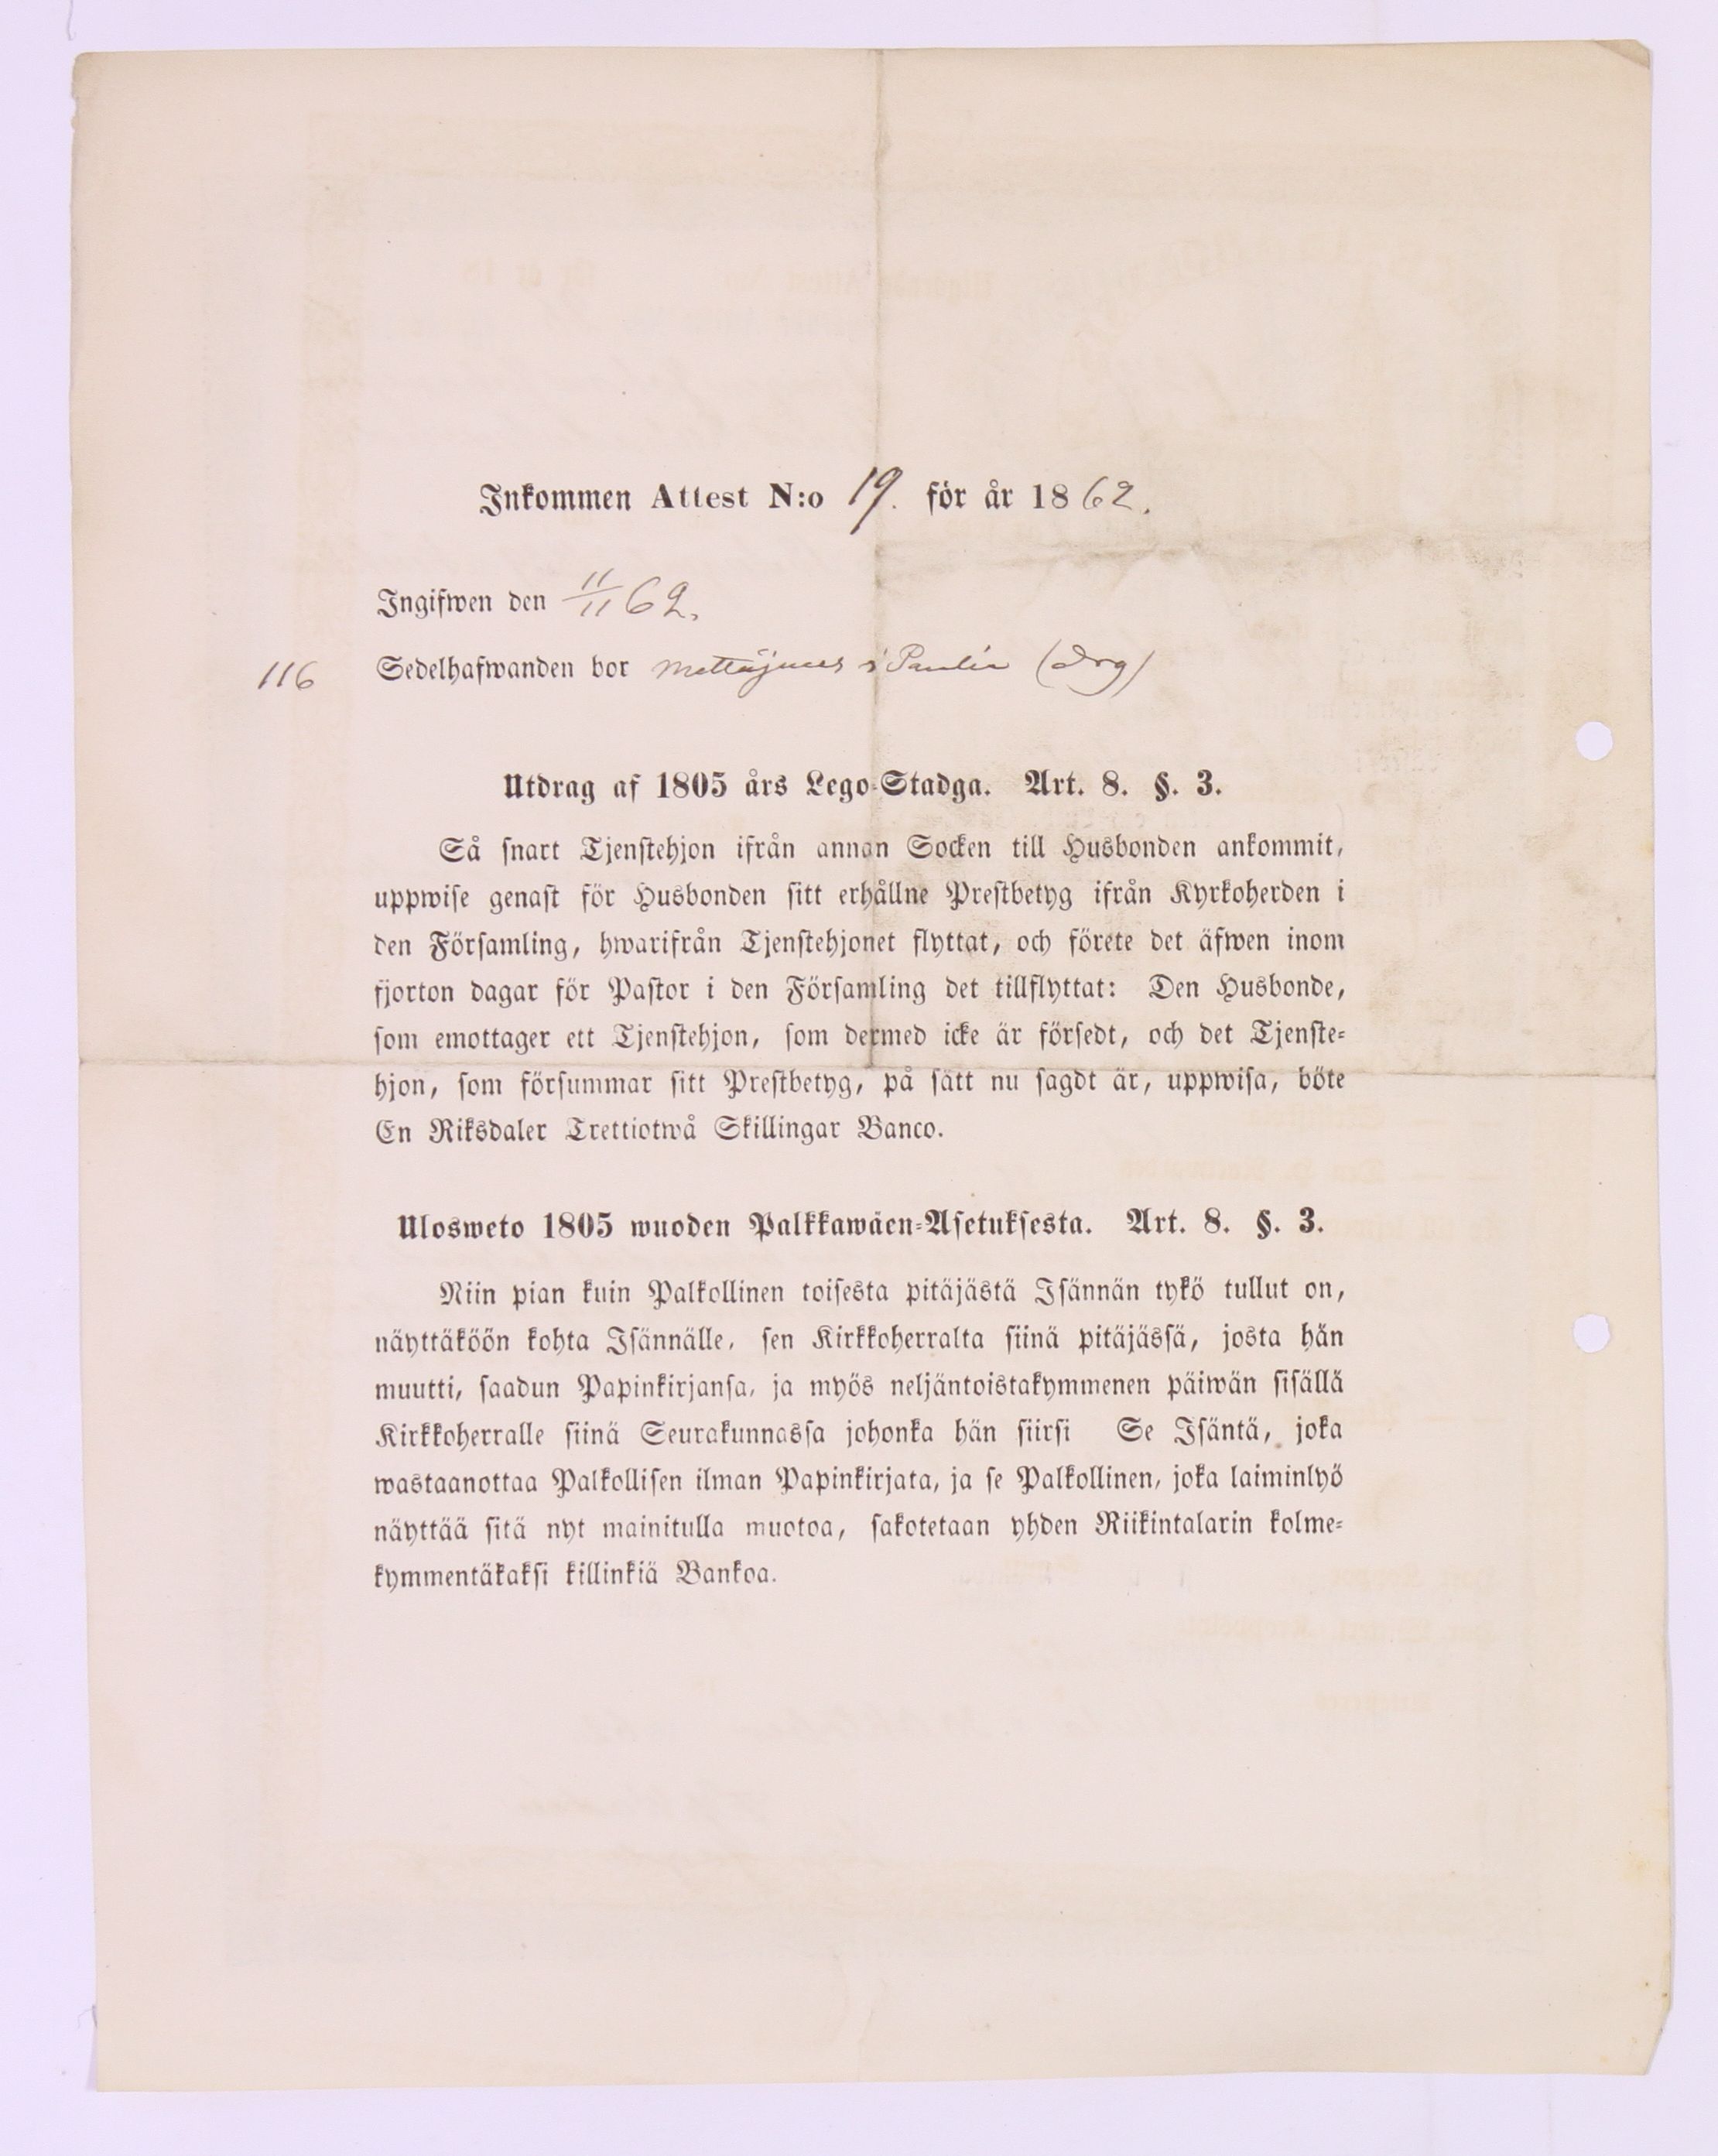 Inkommen Attest N:o 19. för år 1862.
Ingifwen den 11/11 62.
116 Sedelhafwanden bor i (drg)
Utdrag af 1805 års Lego-Stadga. Art. 8. §. 3.
Så snart Tjenstehjon ifrån annan Socken till Husbonden ankommit,
uppwise genast för Husbonden sitt erhållne Prestbetyg ifrån Kyrkoherden i
den Församling, hwarifrån Tjenstehjonet flyttat, och förete det äfwen inom
fjorton dagar för Pastor i den Församling det tillflyttat: Den Husbonde,
som emottager ett Tjenstehjon, som dermed icke är försedt, och det Tjenste-
hjon, som försummar sitt Prestbetyg, på sätt nu sagdt är, uppwisa, böte
En Riksdaler Trettiotwå Skillingar Banco.
Ulosweto 1805 wuoden Palkkawäen-Asetuksesta. Art. 8. §. 3.
Niin pian kuin Palkollinen toisesta pitäjästä Isännän tykö tullut on,
näyttäköön kohta Isännälle, sen Kirkkoherralta siinä pitäjässä, josta hän
muutti, saadun Papinkirjansa, ja myös neljäntoistakymmenen päiwän sisällä
Kirkkoherralle siinä Seurakunnassa johonka hän siirsi Se Isäntä, joka
wastaanottaa Palkollisen ilman Papinkirjata, ja se Palkollinen, joka laiminlyö
näyttää sitä nyt mainitulla muotoa, sakotetaan yhden Riikintalarin kolme-
kymmentäkaksi killinkiä Bankoa.